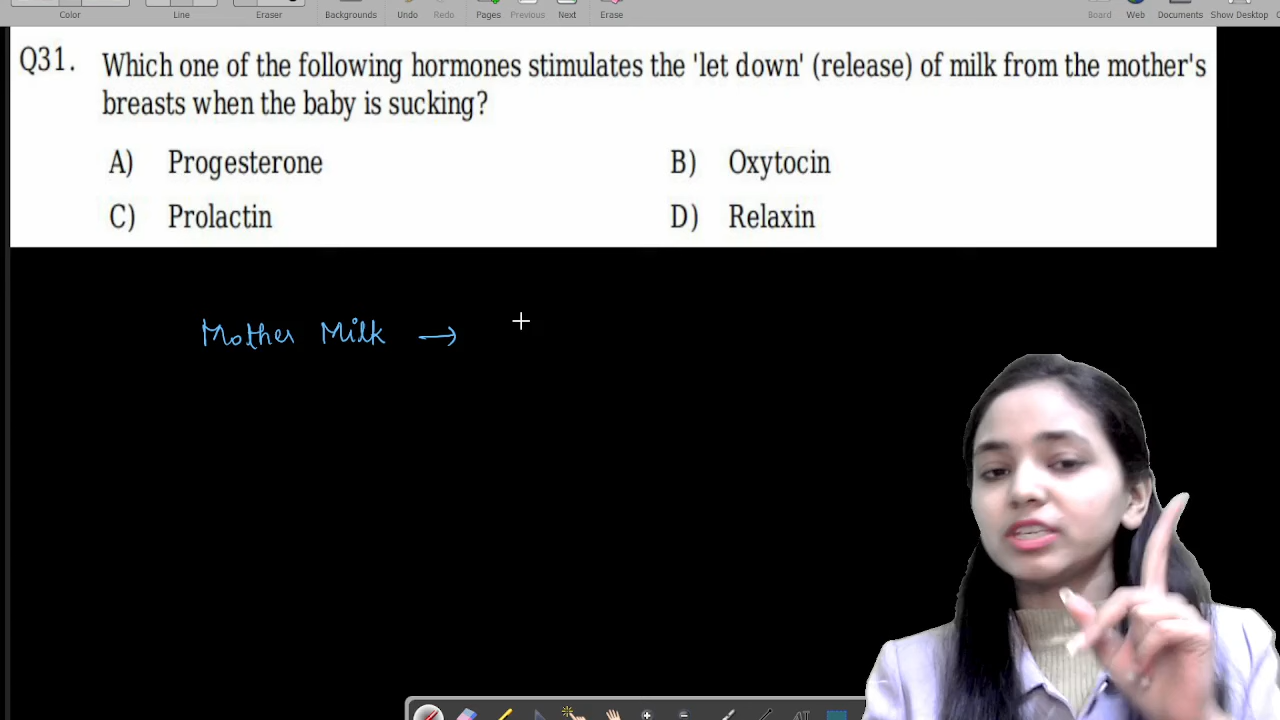 Color Line Eraser Backgrounds Undo Redo Pages Previous Next Erase Board Web Documents Show Desktop
Q31. Which one of the following hormones stimulates the 'let down' (release) of milk from the mother's
breasts when the baby is sucking?
A) Progesterone B) Oxytocin
C) Prolactin D) Relaxin
Mother Milk →